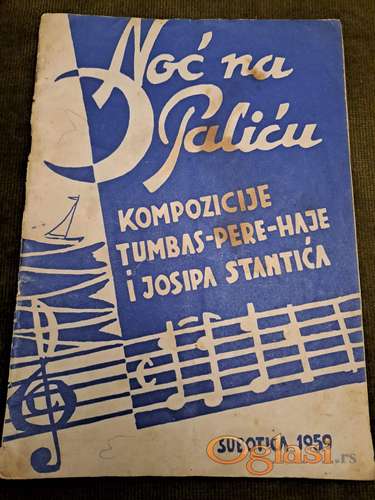 Noć na
Paliću
KOMPOZICIJE
TUMBAS-PERE-HAJE
i JOSIPA STANTIĆA
SUBOTICA 1959
Oglasi.rs